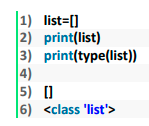 1) list=[]
2) print(list)
3) print(type(list))
4)
5) []
6) <class 'list'>